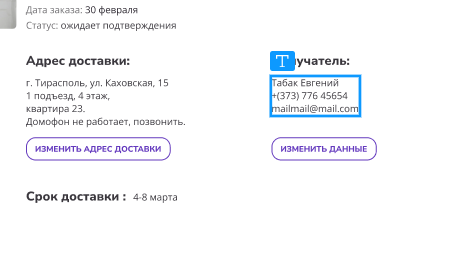 Дата заказа: 30 февраля
Статус: ожидает подтверждения
Адрес доставки:
г. Тирасполь, ул. Каховская, 15
1 подъезд, 4 этаж,
квартира 23.
Домофон не работает, позвонить.
ИЗМЕНИТЬ АДРЕС ДОСТАВКИ
T
учатель:
Табак Евгений
+(373) 776 45654
mailmail@mail.com
ИЗМЕНИТЬ ДАННЫЕ
Срок доставки : 4-8 марта